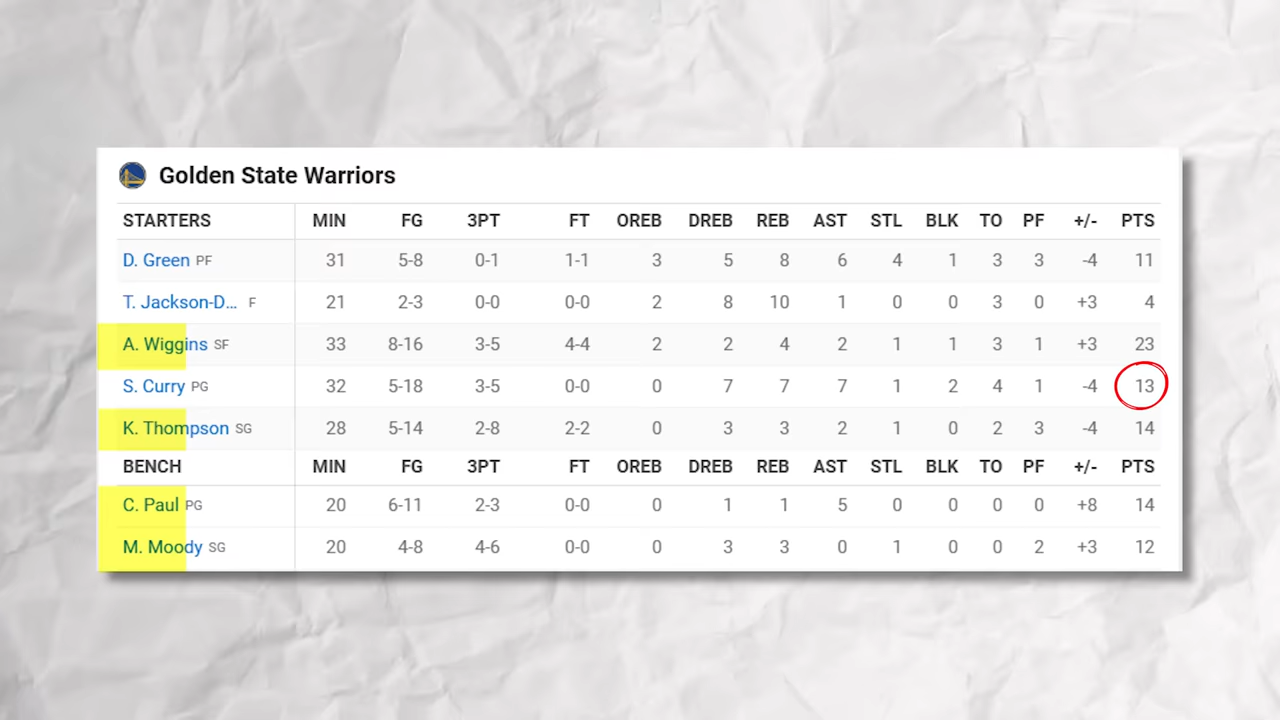 Golden State Warriors
STARTERS MIN FG 3PT FT OREB DREB REB AST STL BLK TO PF +/- PTS
D. Green PF 31 5-8 0-1 1-1 3 5 8 6 4 1 3 3 -4 11
T. Jackson-D... F 21 2-3 0-0 0-0 2 8 10 1 0 0 3 0 +3 4
A. Wiggins SF 33 8-16 3-5 4-4 2 2 4 2 1 1 3 1 +3 23
S. Curry PG 32 5-18 3-5 0-0 0 7 7 7 1 2 4 1 -4 13
K. Thompson SG 28 5-14 2-8 2-2 0 3 3 2 1 0 2 3 -4 14
BENCH MIN FG 3PT FT OREB DREB REB AST STL BLK TO PF +/- PTS
C. Paul PG 20 6-11 2-3 0-0 0 1 1 5 0 0 0 0 +8 14
M. Moody SG 20 4-8 4-6 0-0 0 3 3 0 1 0 0 2 +3 12